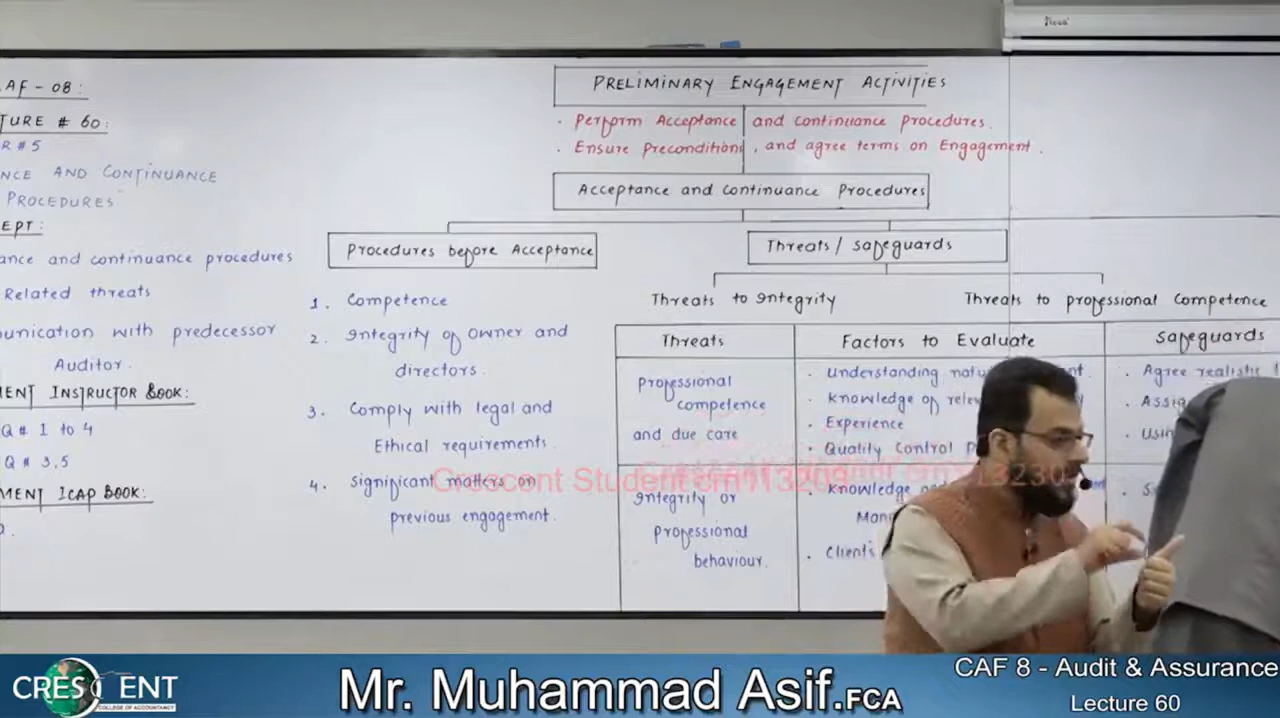 AF - 08:
TURE # 60:
R # 5
NCE AND CONTINUANCE
PROCEDURES
EPT:
ance and continuance procedures
Related threats
unication with predecessor
Auditor.
MENT INSTRUCTOR BOOK:
Q # 1 to 4
Q # 3,5
MENT ICAP BOOK:
PRELIMINARY ENGAGEMENT ACTIVITIES
· Perform Acceptance and continuance procedures.
· Ensure preconditions, and agree terms on Engagement.
Acceptance and continuance Procedures
Procedures before Acceptance
1. Competence
2. Integrity of owner and
directors.
3. Comply with legal and
Ethical requirements.
4. Significant matters on
previous engagement.
Threats / safeguards
Threats to Integrity
Threats to professional Competence
Threats
Factors to Evaluate
Safeguards
professional
competence
and due care
· Understanding
· Knowledge of
· Experience
· Quality Control
· Agree realistic
Integrity or
professional
behaviour.
· Knowledge
· Client's
Crescent Student
CRESCENT
COLLEGE OF ACCOUNTANCY
Mr. Muhammad Asif.FCA
CAF 8 - Audit & Assurance
Lecture 60